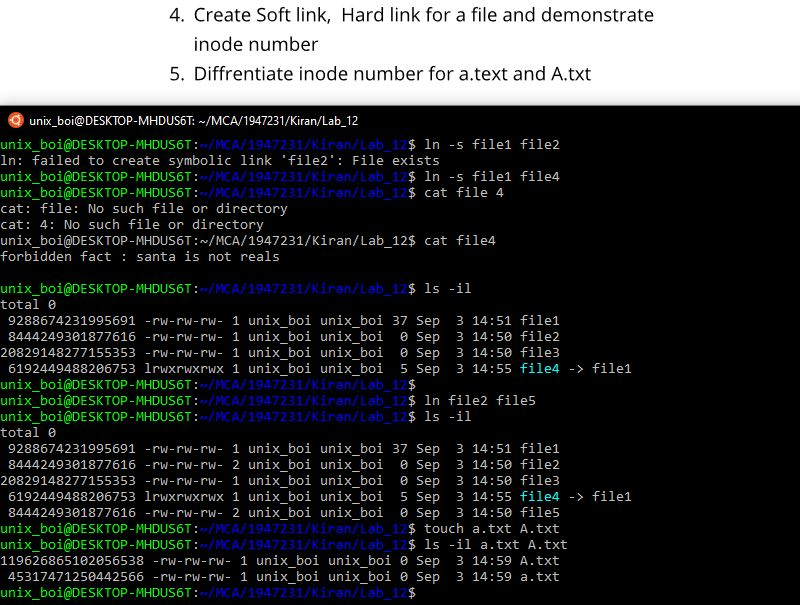 4. Create Soft link, Hard link for a file and demonstrate
inode number
5. Diffrentiate inode number for a.text and A.txt
unix_boi@DESKTOP-MHDUS6T: ~/MCA/1947231/Kiran/Lab_12
unix_boi@DESKTOP-MHDUS6T:~/MCA/1947231/Kiran/Lab_12$ ln -s file1 file2
ln: failed to create symbolic link 'file2': File exists
unix_boi@DESKTOP-MHDUS6T:~/MCA/1947231/Kiran/Lab_12$ ln -s file1 file4
unix_boi@DESKTOP-MHDUS6T:~/MCA/1947231/Kiran/Lab_12$ cat file 4
cat: file: No such file or directory
cat: 4: No such file or directory
unix_boi@DESKTOP-MHDUS6T:~/MCA/1947231/Kiran/Lab_12$ cat file4
forbidden fact : santa is not reals
unix_boi@DESKTOP-MHDUS6T:~/MCA/1947231/Kiran/Lab_12$ ls -il
total 0
9288674231995691 -rw-rw-rw- 1 unix_boi unix_boi 37 Sep 3 14:51 file1
8444249301877616 -rw-rw-rw- 1 unix_boi unix_boi 0 Sep 3 14:50 file2
20829148277155353 -rw-rw-rw- 1 unix_boi unix_boi 0 Sep 3 14:50 file3
6192449488206753 lrwxrwxrwx 1 unix_boi unix_boi 5 Sep 3 14:55 file4 -> file1
unix_boi@DESKTOP-MHDUS6T:~/MCA/1947231/Kiran/Lab_12$
unix_boi@DESKTOP-MHDUS6T:~/MCA/1947231/Kiran/Lab_12$ ln file2 file5
unix_boi@DESKTOP-MHDUS6T:~/MCA/1947231/Kiran/Lab_12$ ls -il
total 0
9288674231995691 -rw-rw-rw- 1 unix_boi unix_boi 37 Sep 3 14:51 file1
8444249301877616 -rw-rw-rw- 2 unix_boi unix_boi 0 Sep 3 14:50 file2
20829148277155353 -rw-rw-rw- 1 unix_boi unix_boi 0 Sep 3 14:50 file3
6192449488206753 lrwxrwxrwx 1 unix_boi unix_boi 5 Sep 3 14:55 file4 -> file1
8444249301877616 -rw-rw-rw- 2 unix_boi unix_boi 0 Sep 3 14:50 file5
unix_boi@DESKTOP-MHDUS6T:~/MCA/1947231/Kiran/Lab_12$ touch a.txt A.txt
unix_boi@DESKTOP-MHDUS6T:~/MCA/1947231/Kiran/Lab_12$ ls -il a.txt A.txt
119626865102056538 -rw-rw-rw- 1 unix_boi unix_boi 0 Sep 3 14:59 A.txt
45317471250442566 -rw-rw-rw- 1 unix_boi unix_boi 0 Sep 3 14:59 a.txt
unix_boi@DESKTOP-MHDUS6T:~/MCA/1947231/Kiran/Lab_12$